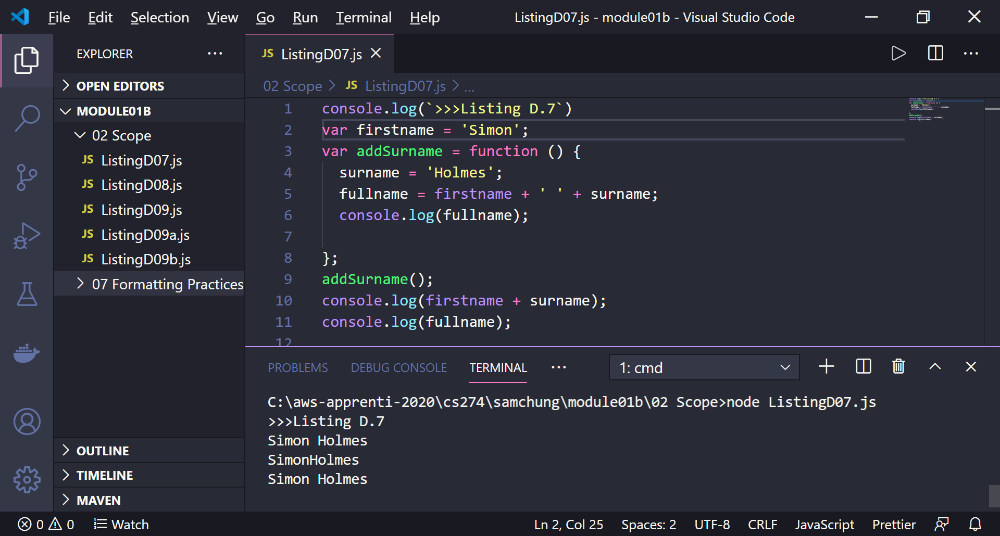 File Edit Selection View Go Run Terminal Help ListingD07.js - module01b - Visual Studio Code
EXPLORER ...
OPEN EDITORS
MODULE01B
02 Scope
JS ListingD07.js
JS ListingD08.js
JS ListingD09.js
JS ListingD09a.js
JS ListingD09b.js
07 Formatting Practices
OUTLINE
TIMELINE
MAVEN
JS ListingD07.js
02 Scope > JS ListingD07.js > ...
1 console.log(`>>>Listing D.7`)
2 var firstname = 'Simon';
3 var addSurname = function () {
4 surname = 'Holmes';
5 fullname = firstname + ' ' + surname;
6 console.log(fullname);
7
8 };
9 addSurname();
10 console.log(firstname + surname);
11 console.log(fullname);
12
PROBLEMS DEBUG CONSOLE TERMINAL ... 1: cmd
C:\aws-apprenti-2020\cs274\samchung\module01b\02 Scope>node ListingD07.js
>>>Listing D.7
Simon Holmes
SimonHolmes
Simon Holmes
0 0 Watch Ln 2, Col 25 Spaces: 2 UTF-8 CRLF JavaScript Prettier